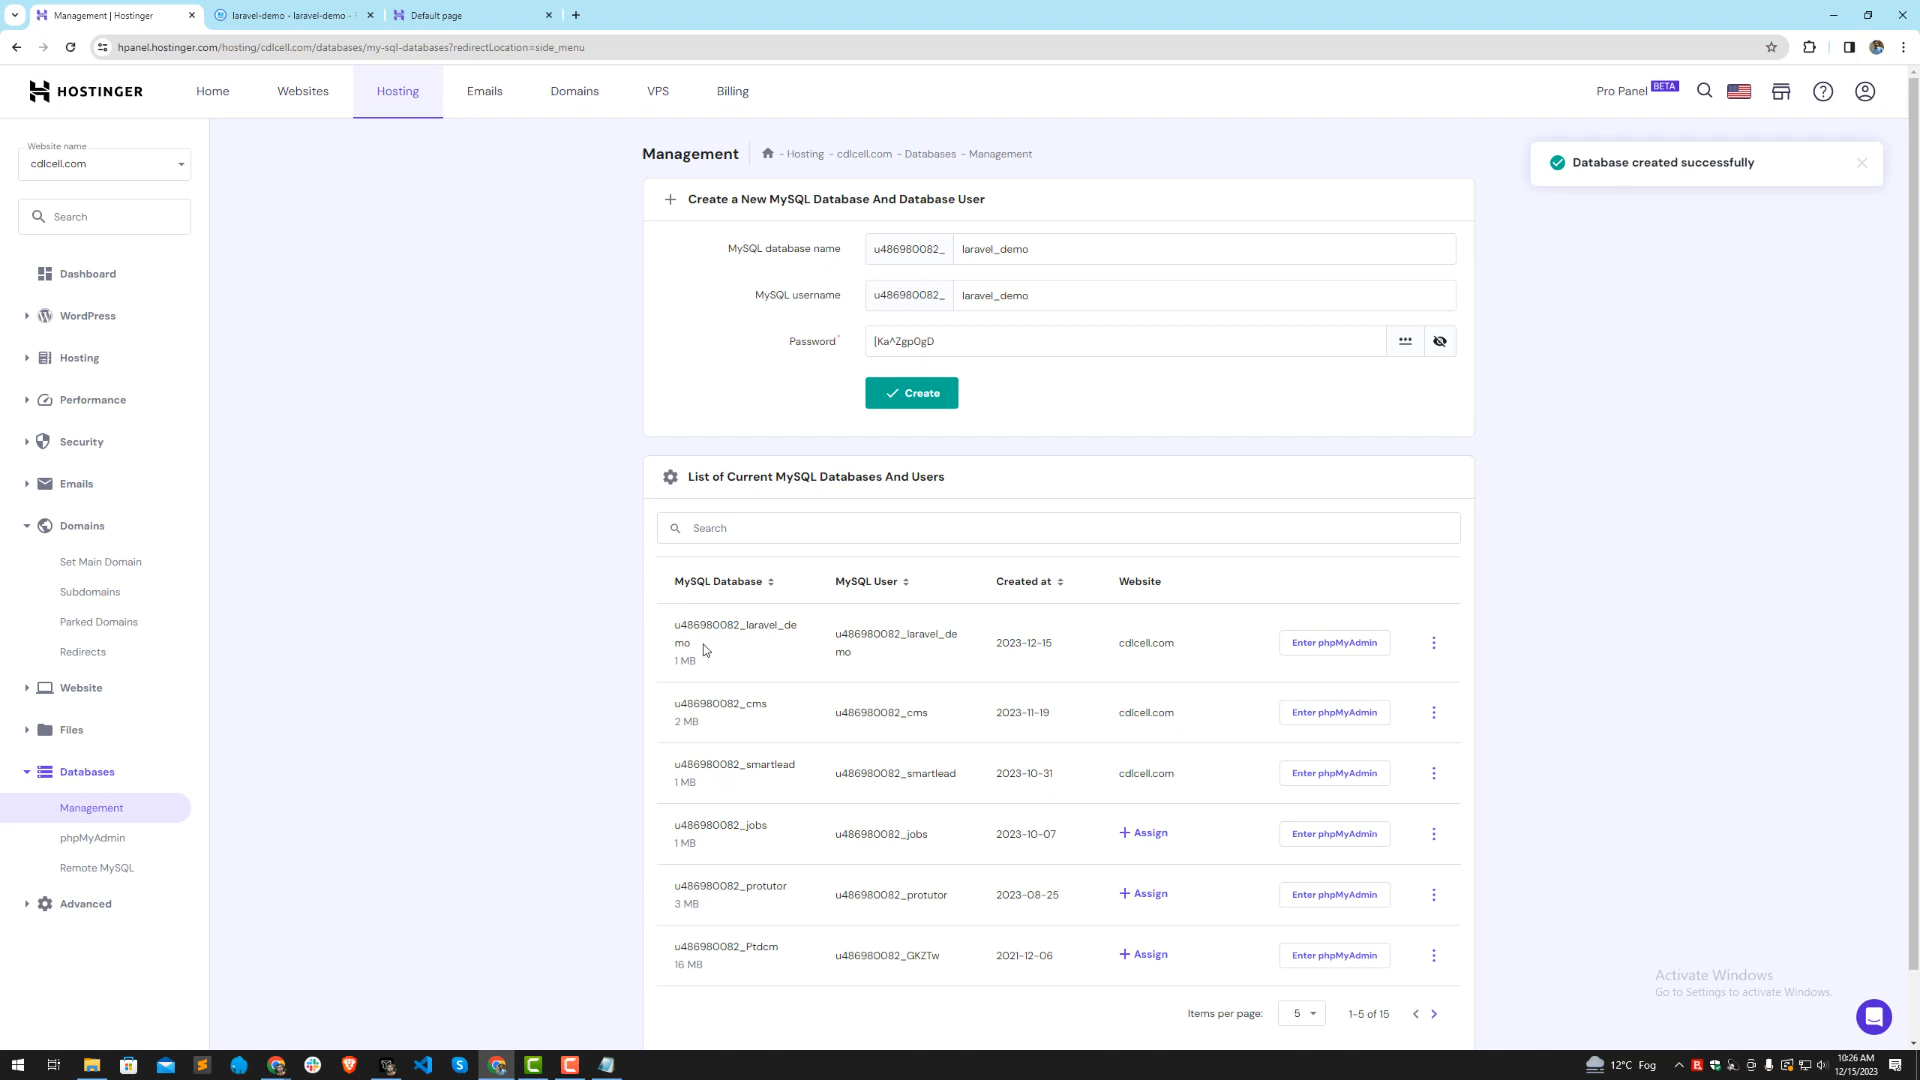 Management | Hostinger
laravel-demo - laravel-demo -
Default page
hpanel.hostinger.com/hosting/cdlcell.com/databases/my-sql-databases?redirectLocation=side_menu
HOSTINGER
Home
Websites
Hosting
Emails
Domains
VPS
Billing
Pro Panel BETA
Website name
cdlcell.com
Search
Dashboard
WordPress
Hosting
Performance
Security
Emails
Domains
Set Main Domain
Subdomains
Parked Domains
Redirects
Website
Files
Databases
Management
phpMyAdmin
Remote MySQL
Advanced
Management
- Hosting - cdlcell.com - Databases - Management
Database created successfully
Create a New MySQL Database And Database User
MySQL database name
u486980082_
laravel_demo
MySQL username
u486980082_
laravel_demo
Password*
[Ka^Zgp0gD
Create
List of Current MySQL Databases And Users
Search
MySQL Database
MySQL User
Created at
Website
u486980082_laravel_de
mo
1 MB
u486980082_laravel_de
mo
2023-12-15
cdlcell.com
Enter phpMyAdmin
u486980082_cms
2 MB
u486980082_cms
2023-11-19
cdlcell.com
Enter phpMyAdmin
u486980082_smartlead
1 MB
u486980082_smartlead
2023-10-31
cdlcell.com
Enter phpMyAdmin
u486980082_jobs
1 MB
u486980082_jobs
2023-10-07
+ Assign
Enter phpMyAdmin
u486980082_protutor
3 MB
u486980082_protutor
2023-08-25
+ Assign
Enter phpMyAdmin
u486980082_Ptdcm
16 MB
u486980082_GKZTw
2021-12-06
+ Assign
Enter phpMyAdmin
Items per page:
5
1-5 of 15
Activate Windows
Go to Settings to activate Windows.
12°C Fog
10:26 AM
12/15/2023